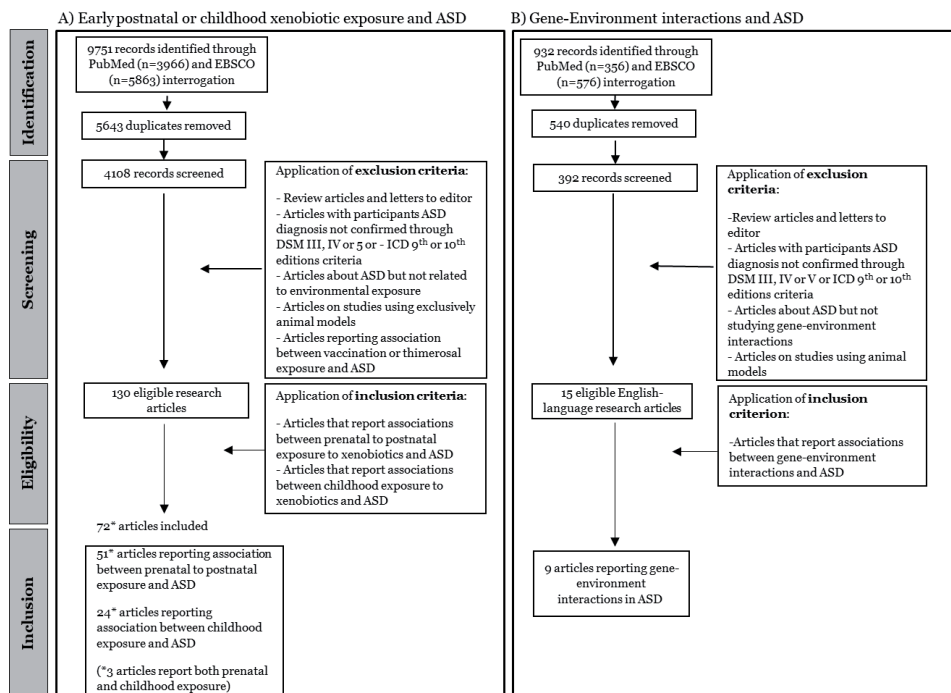 A) Early postnatal or childhood xenobiotic exposure and ASD
Identification
9751 records identified through
PubMed (n=3966) and EBSCO
(n=5863) interrogation
5643 duplicates removed
Screening
4108 records screened
Application of exclusion criteria:
- Review articles and letters to editor
- Articles with participants ASD
diagnosis not confirmed through
DSM III, IV or 5 or - ICD 9th or 10th
editions criteria
- Articles about ASD but not related
to environmental exposure
- Articles on studies using exclusively
animal models
- Articles reporting association
between vaccination or thimerosal
exposure and ASD
Eligibility
130 eligible research
articles
Application of inclusion criteria:
- Articles that report associations
between prenatal to postnatal
exposure to xenobiotics and ASD
- Articles that report associations
between childhood exposure to
xenobiotics and ASD
Inclusion
72* articles included
51* articles reporting association
between prenatal to postnatal
exposure and ASD
24* articles reporting
association between childhood
exposure and ASD
(*3 articles report both prenatal
and childhood exposure)
B) Gene-Environment interactions and ASD
932 records identified through
PubMed (n=356) and EBSCO
(n=576) interrogation
540 duplicates removed
392 records screened
Application of exclusion
criteria:
-Review articles and letters to
editor
- Articles with participants ASD
diagnosis not confirmed through
DSM III, IV or V or ICD 9th or 10th
editions criteria
- Articles about ASD but not
studying gene-environment
interactions
- Articles on studies using animal
models
15 eligible English-
language research articles
Application of inclusion
criterion:
-Articles that report associations
between gene-environment
interactions and ASD
9 articles reporting gene-
environment
interactions in ASD